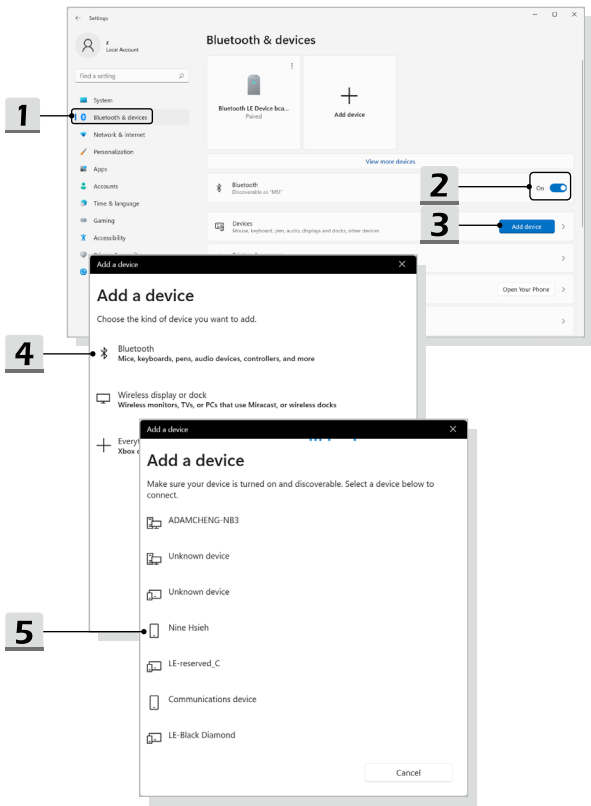 Settings
z
Local Account
Find a setting
System
Bluetooth & devices
Network & internet
Personalization
Apps
Accounts
Time & language
Gaming
Accessibility
Bluetooth & devices
Bluetooth LE Device bca...
Paired
Add device
View more devices
Bluetooth
Discoverable as "MSI"
On
Devices
Mouse, keyboard, pen, audio, displays and docks, other devices
Add device
Open Your Phone
1
2
3
Add a device
Add a device
Choose the kind of device you want to add.
4
Bluetooth
Mice, keyboards, pens, audio devices, controllers, and more
Wireless display or dock
Wireless monitors, TVs, or PCs that use Miracast, or wireless docks
Everyt
Xbox c
Add a device
Add a device
Make sure your device is turned on and discoverable. Select a device below to
connect.
ADAMCHENG-NB3
Unknown device
Unknown device
5
Nine Hsieh
LE-reserved_C
Communications device
LE-Black Diamond
Cancel